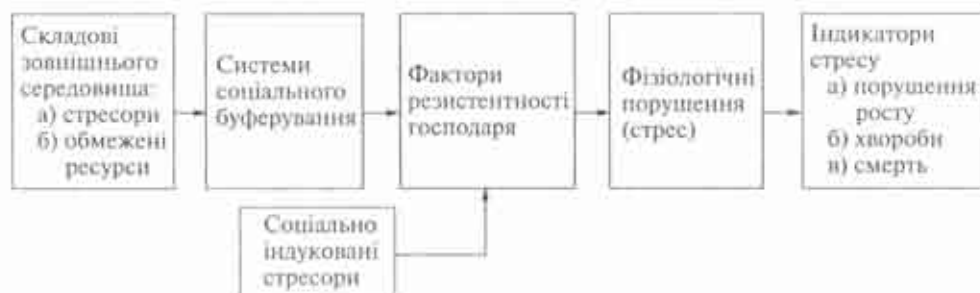 Складові
зовнішнього
середовища:
а) стресори
б) обмежені
ресурси
Системи
соціального
буферування
Фактори
резистентності
господаря
Фізіологічні
порушення
(стрес)
Індикатори
стресу
а) порушення
росту
б) хвороби
в) смерть
Соціально
індуковані
стресори